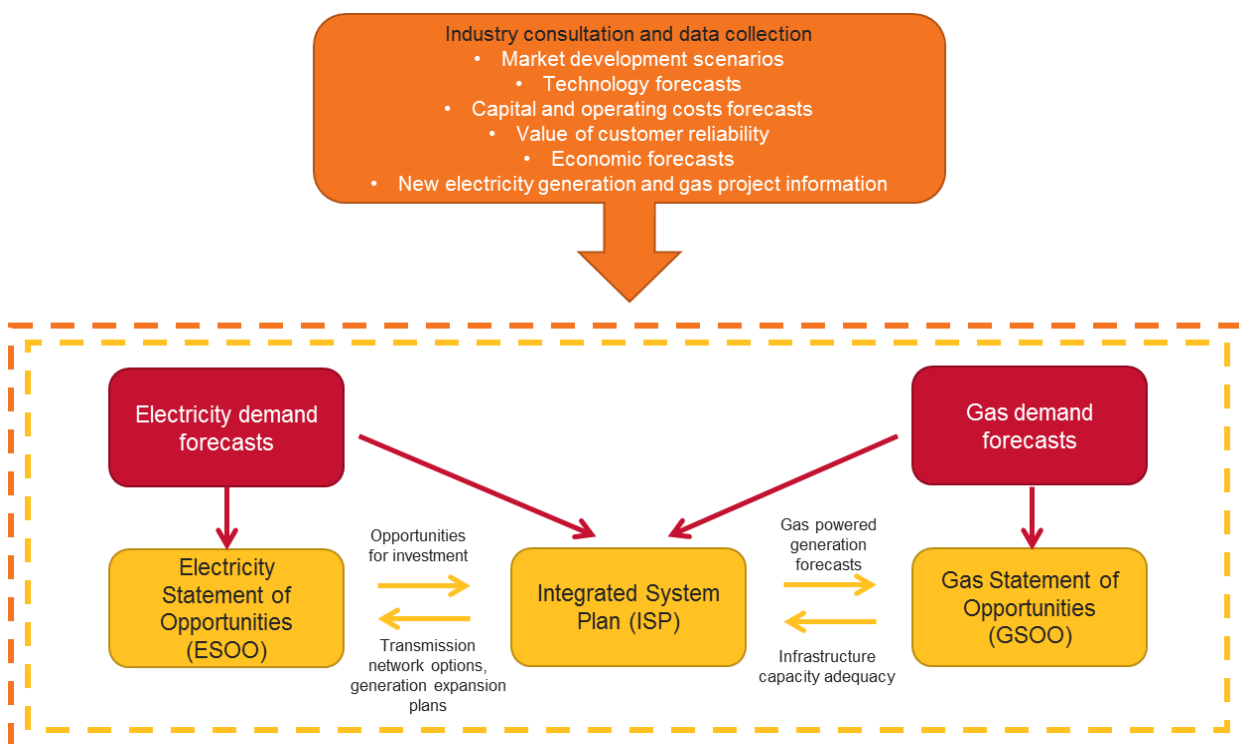 Industry consultation and data collection
• Market development scenarios
• Technology forecasts
• Capital and operating costs forecasts
• Value of customer reliability
• Economic forecasts
• New electricity generation and gas project information
Electricity demand
forecasts
Gas demand
forecasts
Opportunities
for investment
Gas powered
generation
forecasts
Electricity
Statement of
Opportunities
(ESOO)
Integrated System
Plan (ISP)
Gas Statement of
Opportunities
(GSOO)
Transmission
network options,
generation expansion
plans
Infrastructure
capacity adequacy